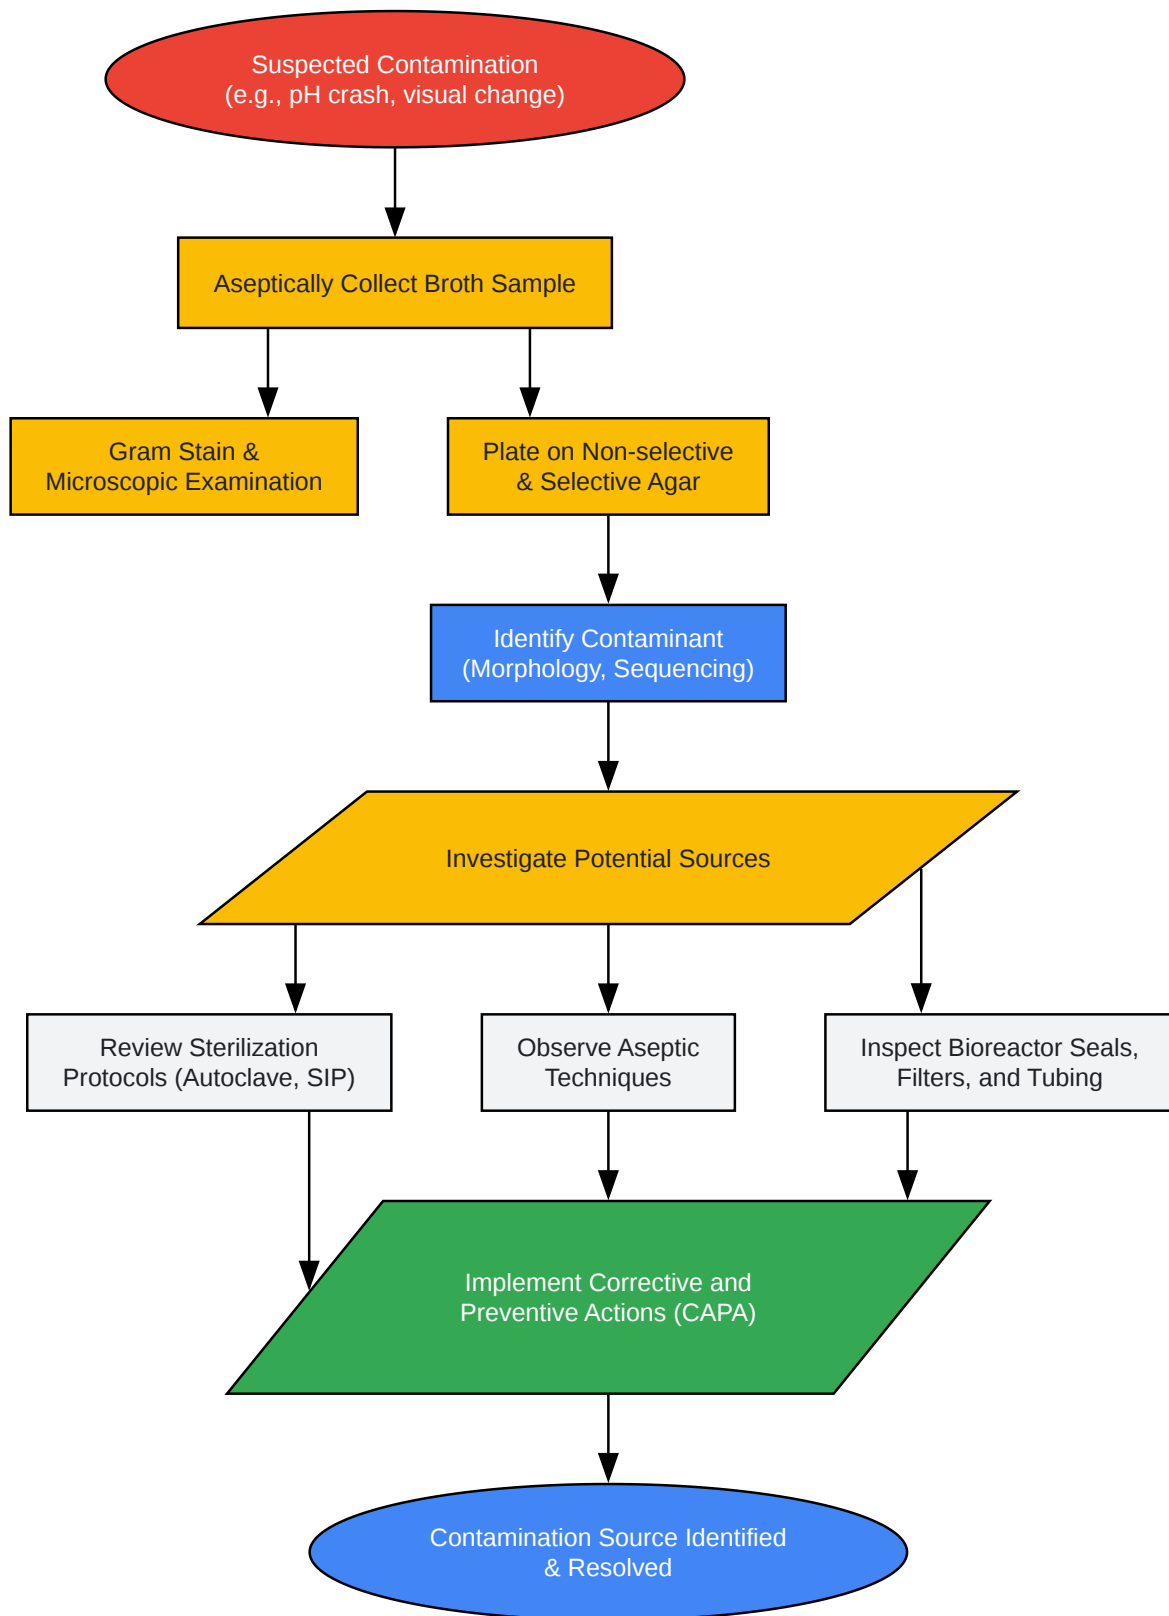 Suspected Contamination
(e.g., pH crash, visual change)
Aseptically Collect Broth Sample
Gram Stain &
Microscopic Examination
Plate on Non-selective
& Selective Agar
Identify Contaminant
(Morphology, Sequencing)
Investigate Potential Sources
Review Sterilization
Protocols (Autoclave, SIP)
Observe Aseptic
Techniques
Inspect Bioreactor Seals,
Filters, and Tubing
Implement Corrective and
Preventive Actions (CAPA)
Contamination Source Identified
& Resolved